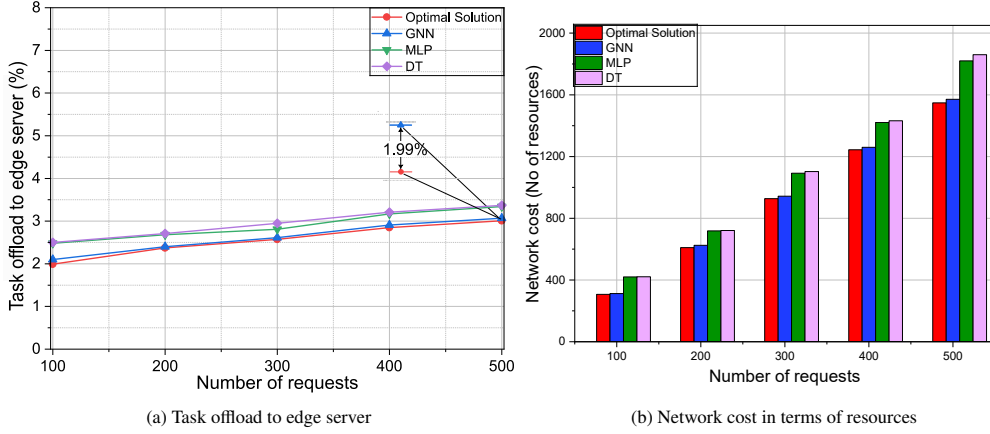 8
7
6
5
4
3
2
1
0
Task offload to edge server (%)
Optimal Solution
GNN
MLP
DT
1.99%
100 200 300 400 500
Number of requests
(a) Task offload to edge server
2000
1600
1200
800
400
0
Network cost (No of resources)
Optimal Solution
GNN
MLP
DT
100 200 300 400 500
Number of requests
(b) Network cost in terms of resources